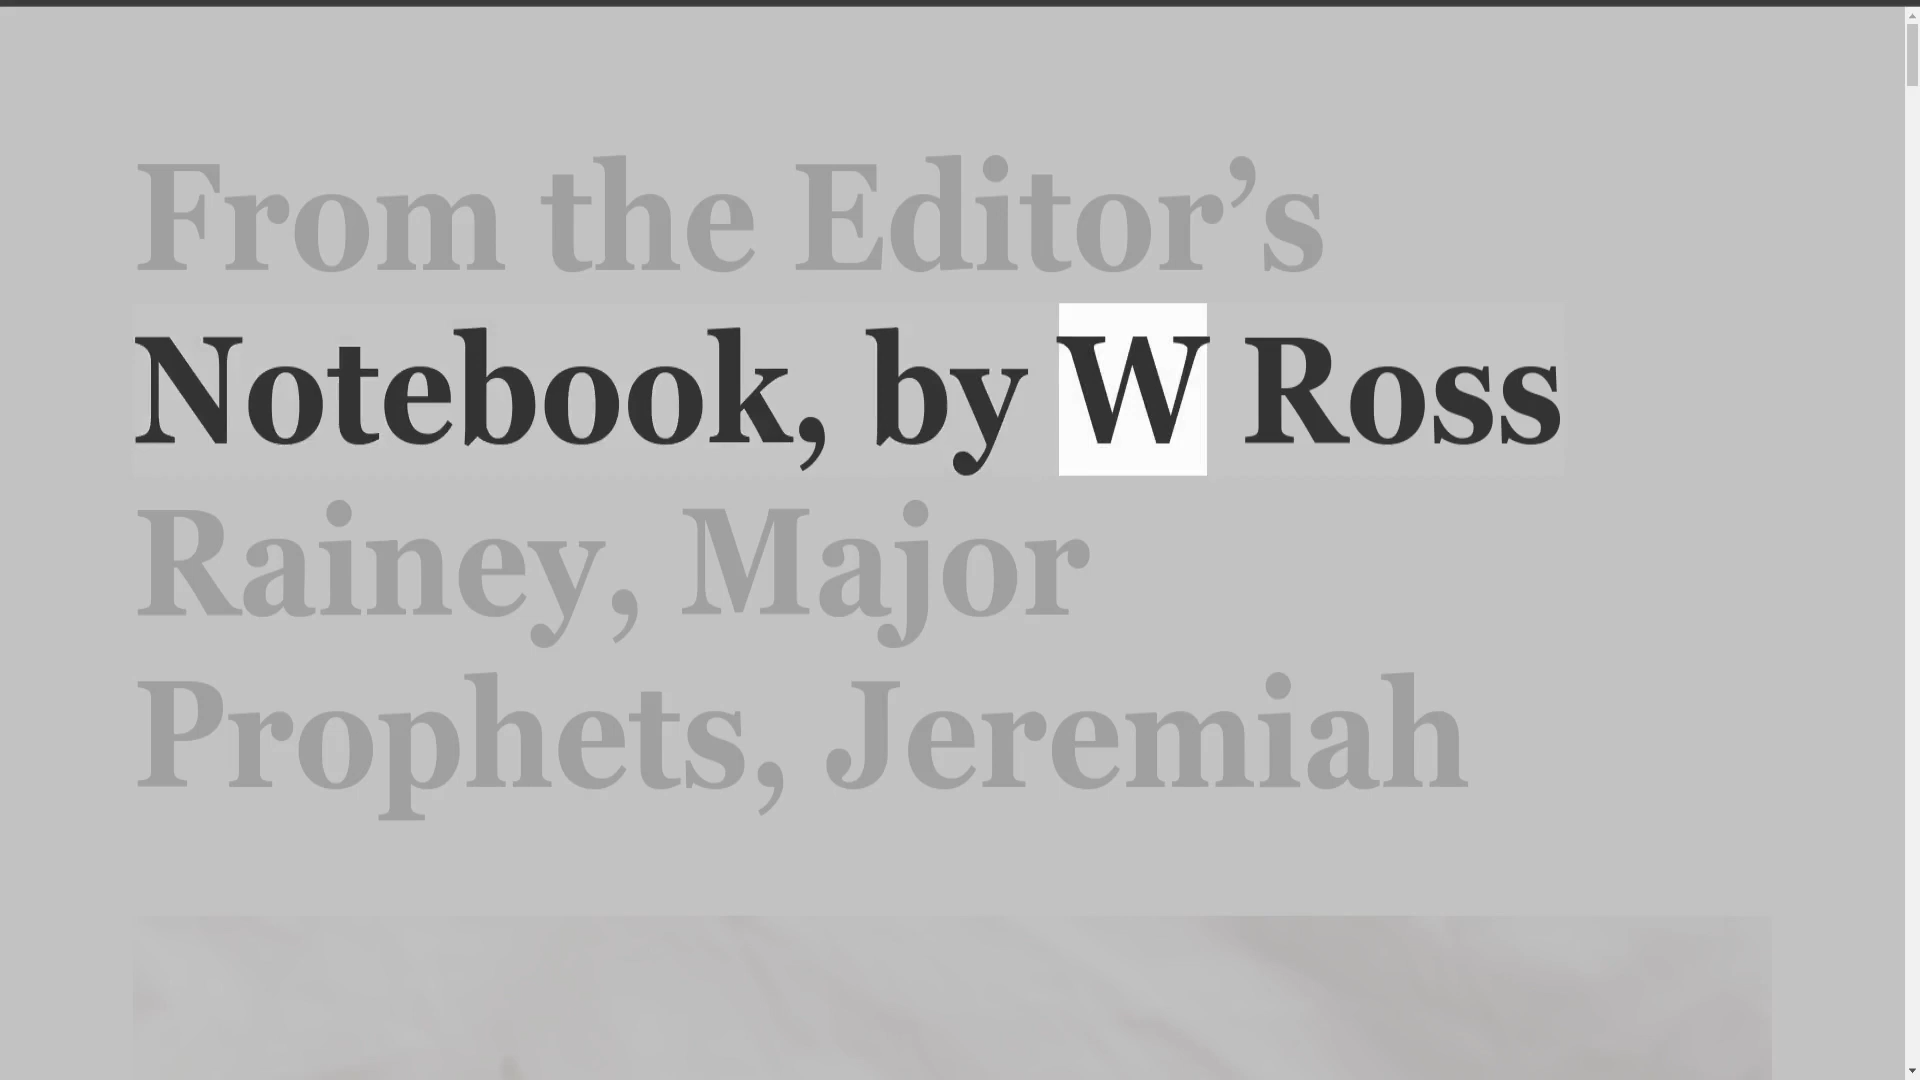 From the Editor’s
Notebook, by W Ross
Rainey, Major
Prophets, Jeremiah